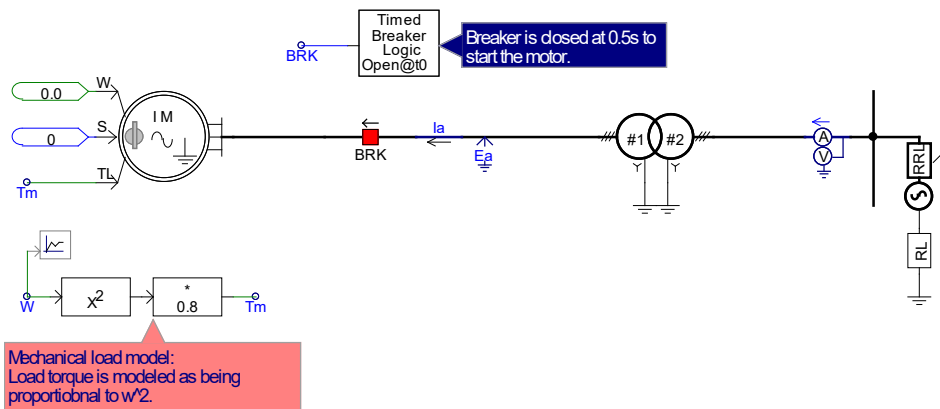 Timed
Breaker
Logic
Open@t0
BRK
Breaker is closed at 0.5s to
start the motor.
W
0.0
I M
S
0
TL
Tm
BRK
Ia
Ea
#1
#2
A
V
RRL
RL
W
X2
*
0.8
Tm
Mechanical load model:
Load torque is modeled as being
proportiobnal to w^2.